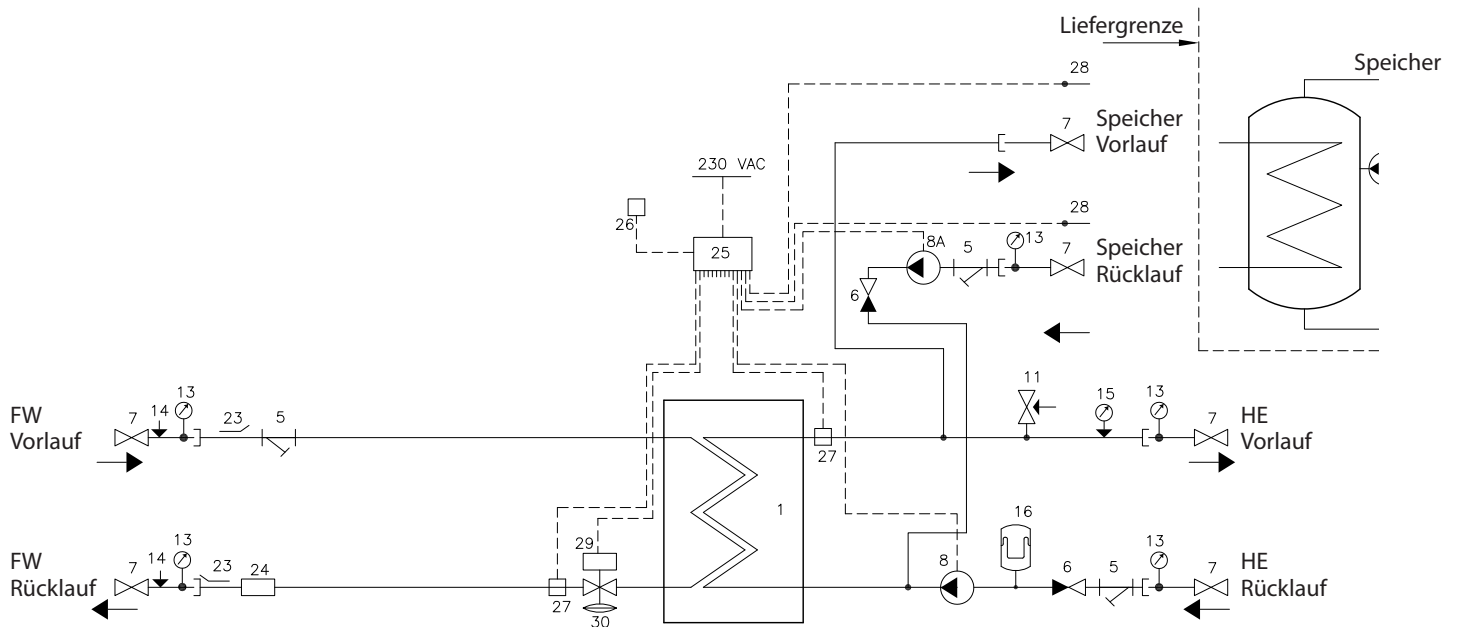 Liefergrenze
Speicher
28
7
Speicher
Vorlauf
230 VAC
26
25
28
8A
5
13
7
Speicher
Rücklauf
6
11
FW
Vorlauf
7
14
13
23
5
27
15
13
7
HE
Vorlauf
1
FW
Rücklauf
7
14
13
23
24
27
29
30
8
16
6
5
13
7
HE
Rücklauf